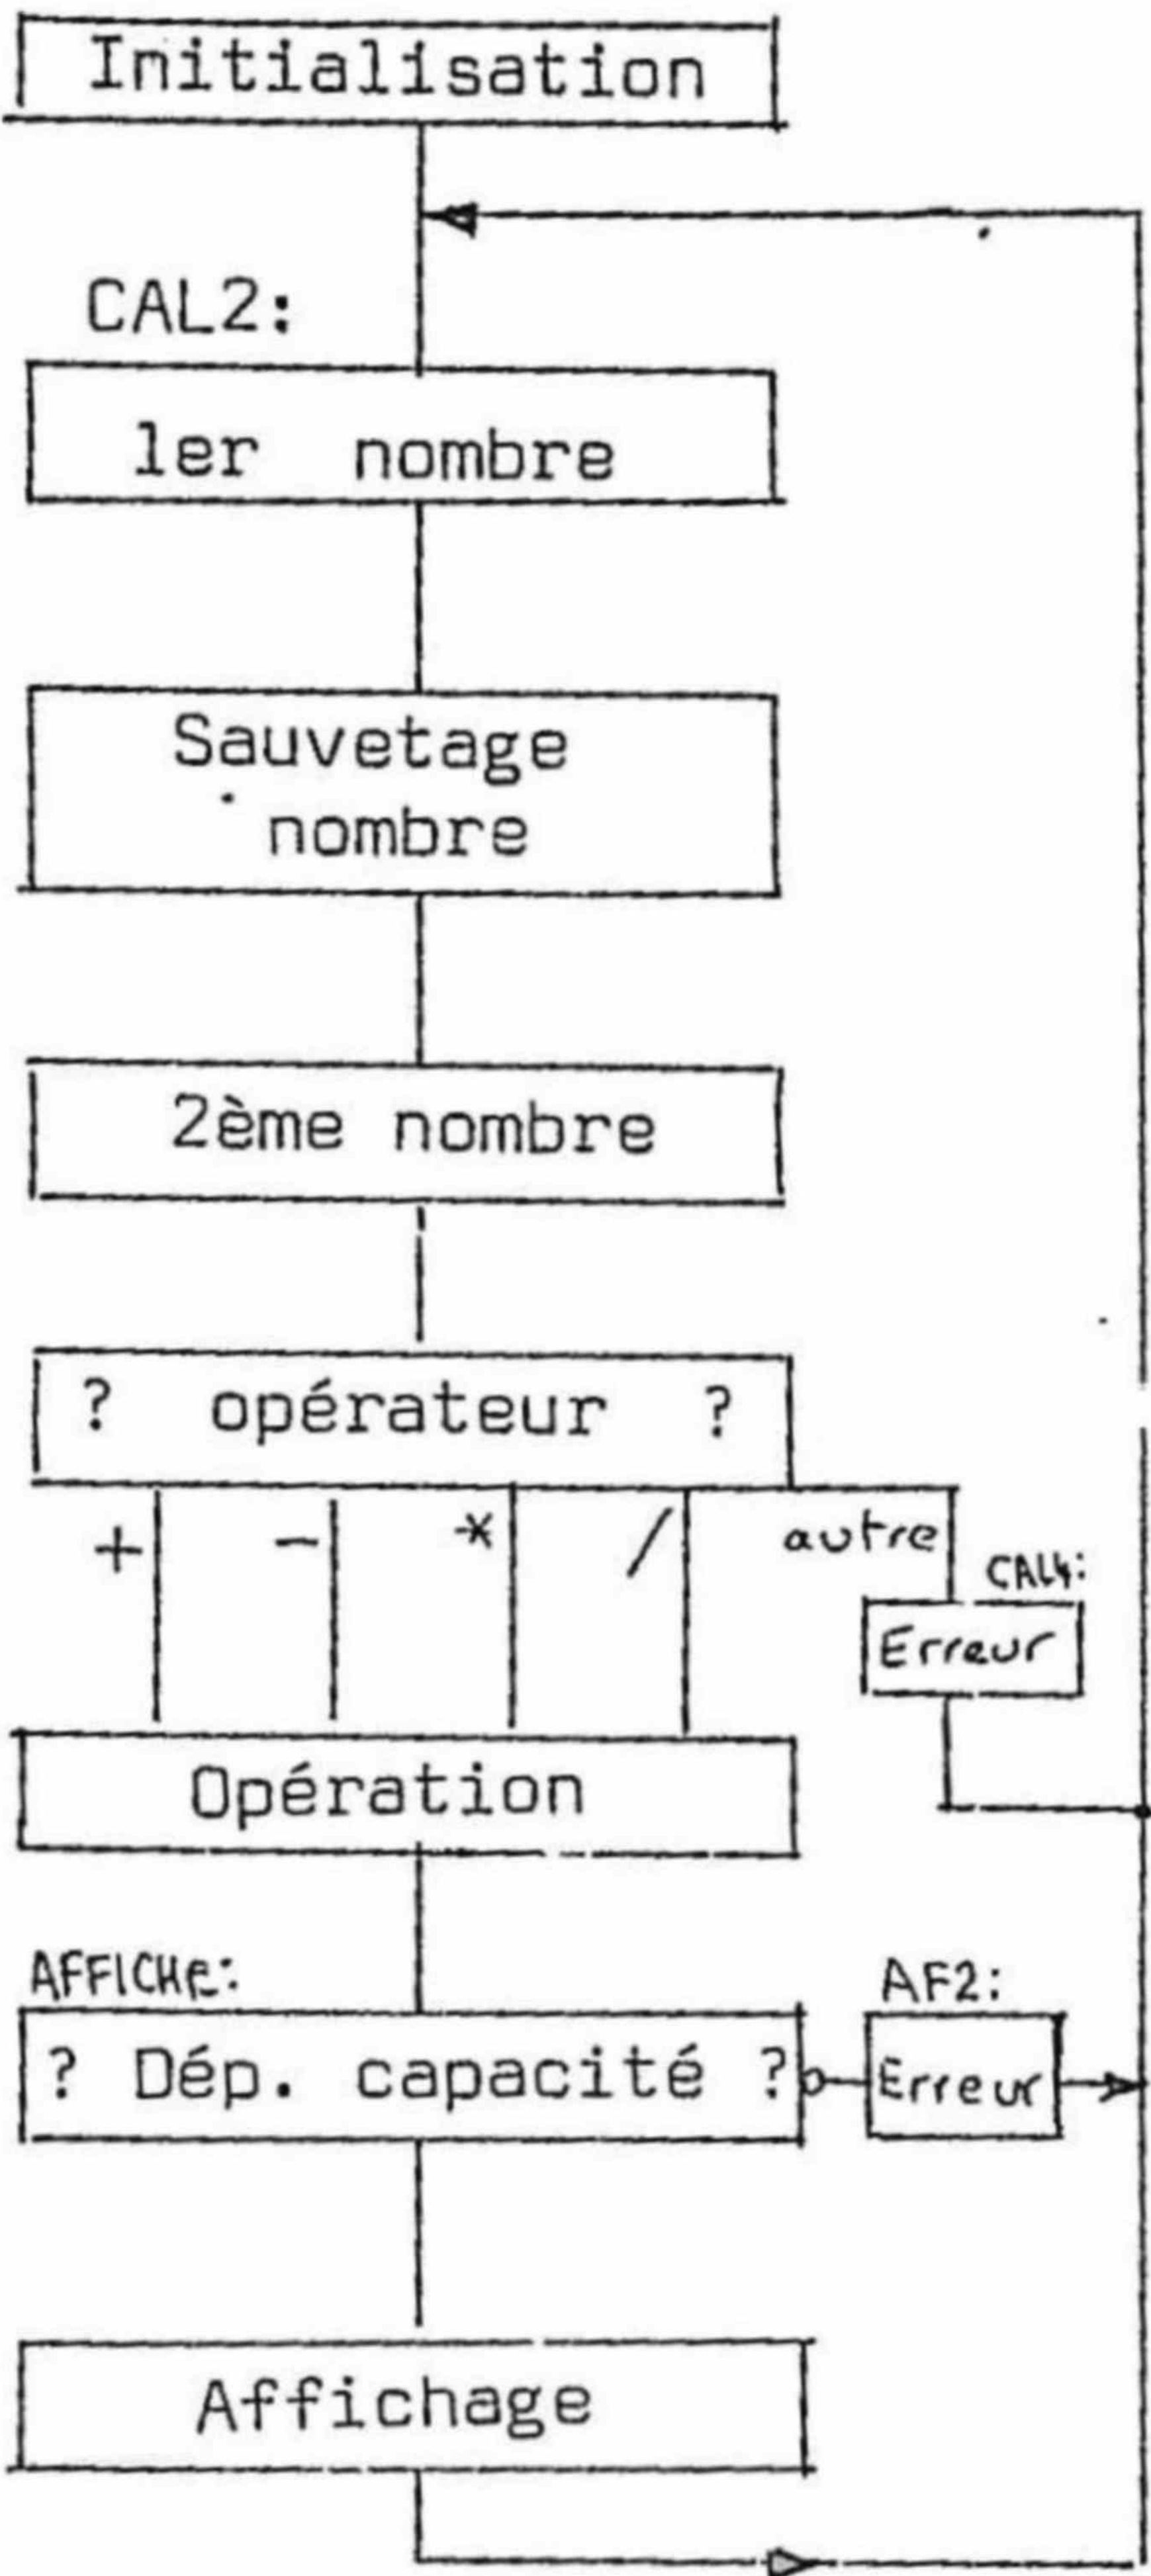 Initialisation
CAL2:
1er nombre
Sauvetage
nombre
2ème nombre
? opérateur ?
+ - * / autre
CAL4:
Erreur
Opération
AFFICHE:
AF2:
? Dép. capacité ?
Erreur
Affichage